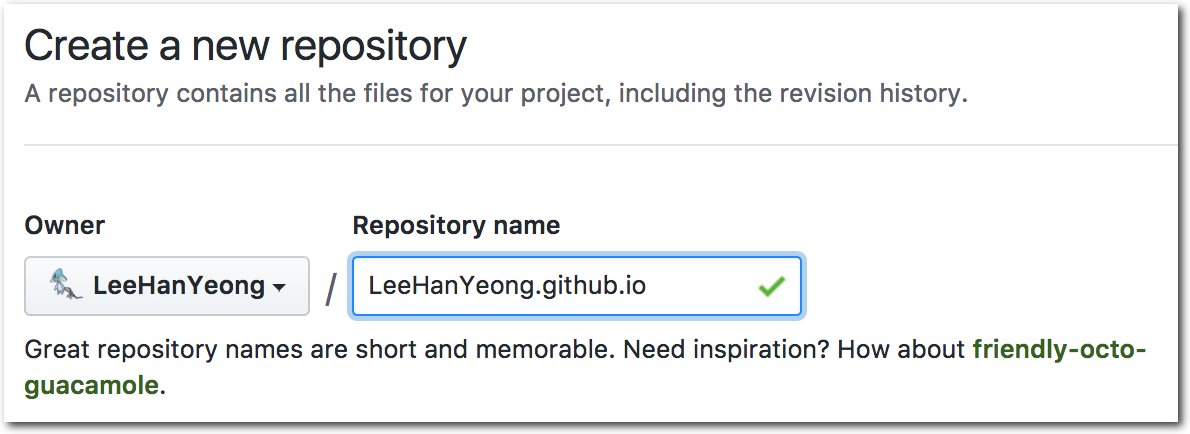 Create a new repository
A repository contains all the files for your project, including the revision history.
Owner
Repository name
LeeHanYeong
/
LeeHanYeong.github.io
Great repository names are short and memorable. Need inspiration? How about friendly-octo-
guacamole.